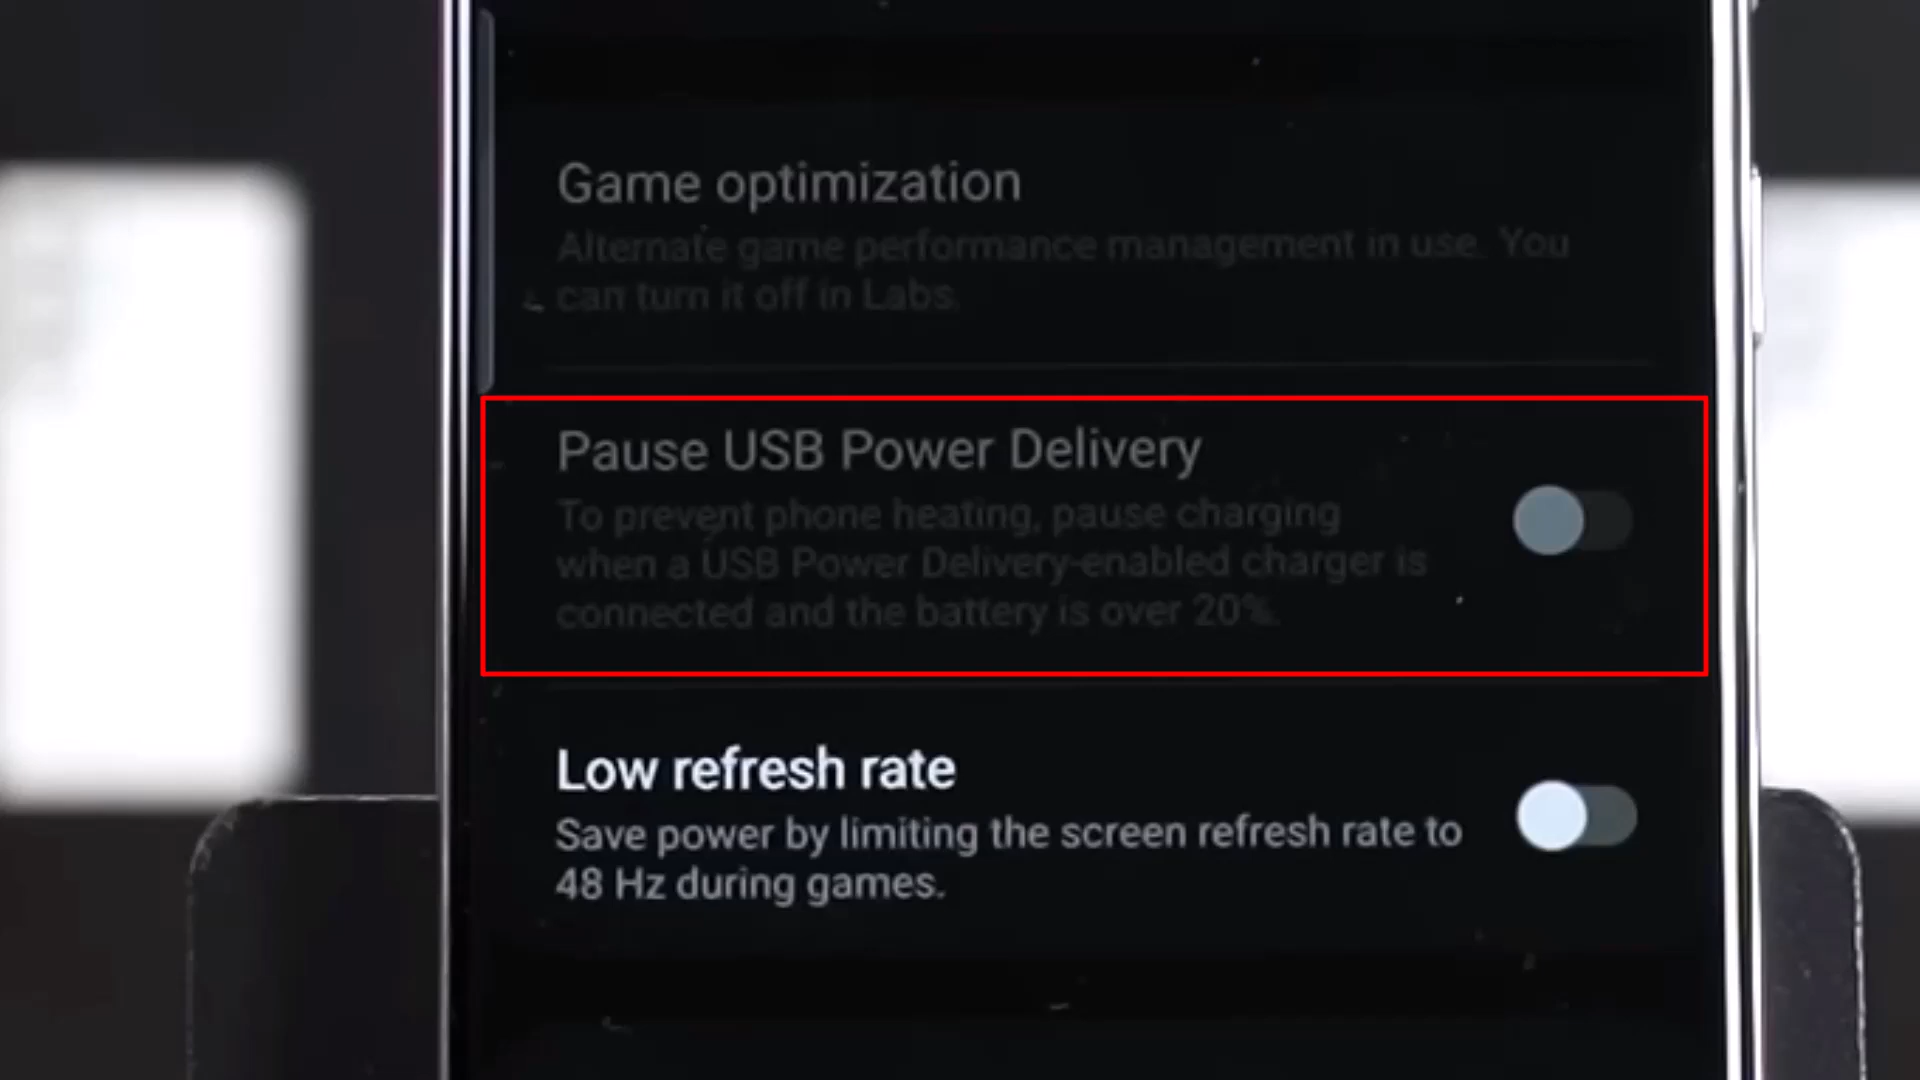 Game optimization
Alternate game performance management in use. You
can turn it off in Labs.
Pause USB Power Delivery
To prevent phone heating, pause charging
when a USB Power Delivery-enabled charger is
connected and the battery is over 20%.
Low refresh rate
Save power by limiting the screen refresh rate to
48 Hz during games.